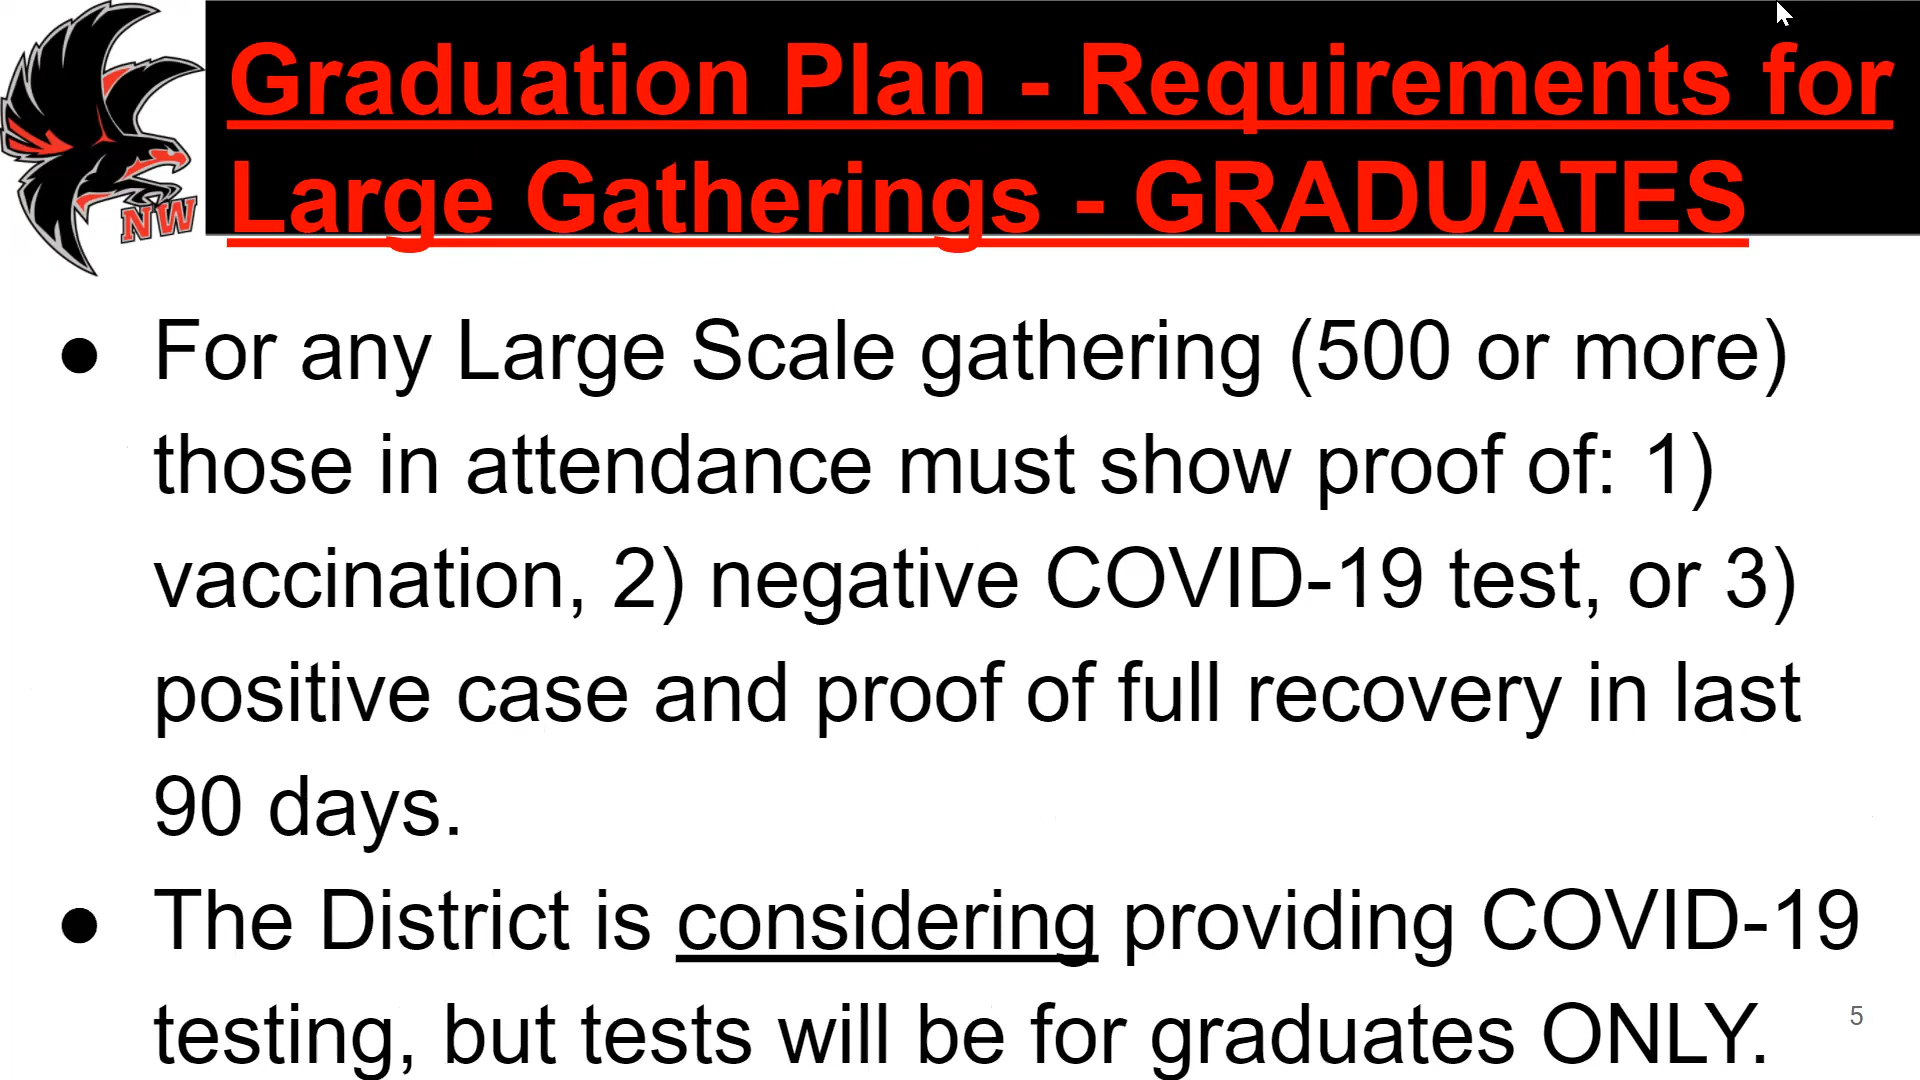 Graduation Plan - Requirements for
Large Gatherings - GRADUATES
NW
● For any Large Scale gathering (500 or more)
those in attendance must show proof of: 1)
vaccination, 2) negative COVID-19 test, or 3)
positive case and proof of full recovery in last
90 days.
● The District is considering providing COVID-19
testing, but tests will be for graduates ONLY.
5